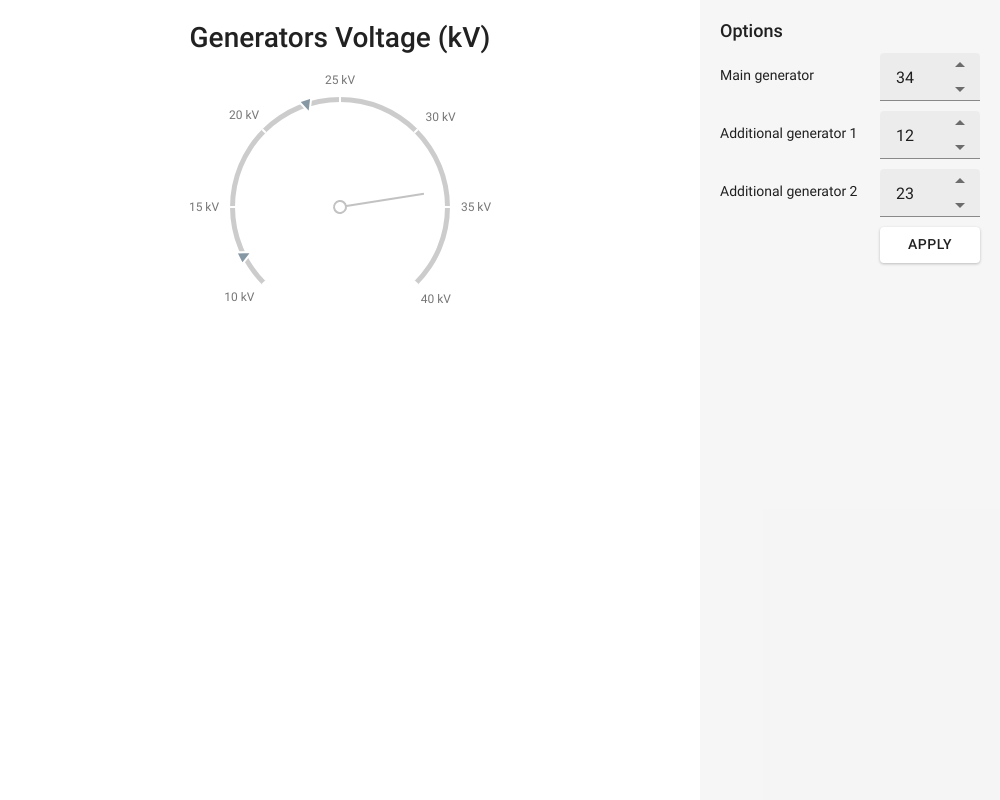 Generators Voltage (kV)
25 kV
20 kV
30 kV
15 kV
35 kV
10 kV
40 kV
Options
Main generator
34
Additional generator 1
12
Additional generator 2
23
APPLY